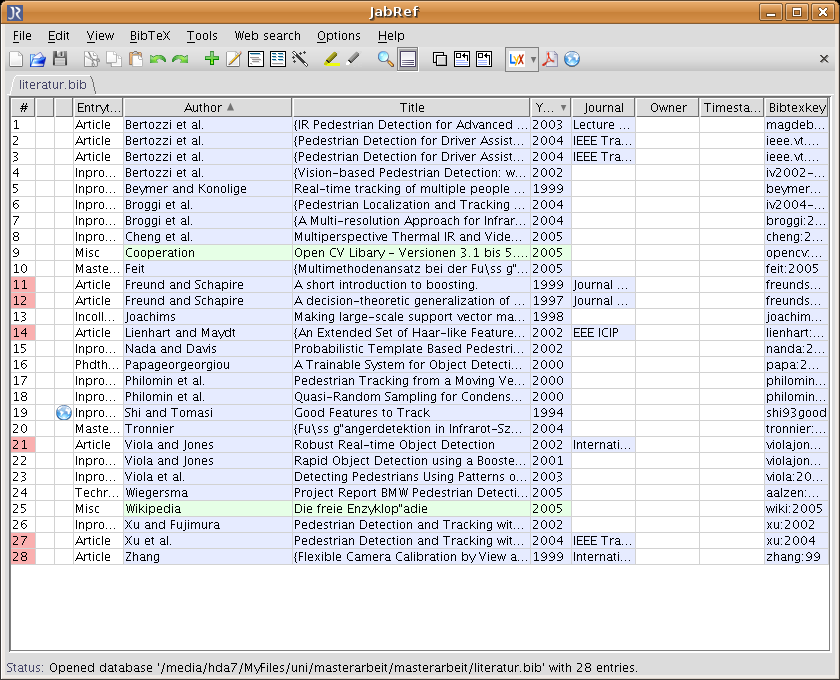 JabRef
File Edit View BibTeX Tools Web search Options Help
literatur.bib
# Entryt... Author Title Y... Journal Owner Timesta... Bibtexkey
1 Article Bertozzi et al. {IR Pedestrian Detection for Advanced ... 2003 Lecture ... magdeb...
2 Article Bertozzi et al. {Pedestrian Detection for Driver Assist... 2004 IEEE Tra... ieee.vt....
3 Article Bertozzi et al. {Pedestrian Detection for Driver Assist... 2004 IEEE Tra... ieee.vt....
4 Inpro... Bertozzi et al. {Vision-based Pedestrian Detection: w... 2002 iv2002-...
5 Inpro... Beymer and Konolige Real-time tracking of multiple people ... 1999 beymer...
6 Inpro... Broggi et al. {Pedestrian Localization and Tracking ... 2004 iv2004-...
7 Inpro... Broggi et al. {A Multi-resolution Approach for Infrar... 2004 broggi:2...
8 Inpro... Cheng et al. Multiperspective Thermal IR and Vide... 2005 cheng:2...
9 Misc Cooperation Open CV Libary - Versionen 3.1 bis 5.... 2005 opencv:...
10 Maste... Feit {Multimethodenansatz bei der Fu\ss g"... 2005 feit:2005
11 Article Freund and Schapire A short introduction to boosting. 1999 Journal ... freunds...
12 Article Freund and Schapire A decision-theoretic generalization of ... 1997 Journal ... freunds...
13 Incoll... Joachims Making large-scale support vector ma... 1998 joachim...
14 Article Lienhart and Maydt {An Extended Set of Haar-like Feature... 2002 EEE ICIP lienhart:...
15 Inpro... Nada and Davis Probabilistic Template Based Pedestri... 2002 nanda:2...
16 Phdth... Papageorgeorgiou A Trainable System for Object Detecti... 2000 papa:2...
17 Inpro... Philomin et al. Pedestrian Tracking from a Moving Ve... 2000 philomin...
18 Inpro... Philomin et al. Quasi-Random Sampling for Condens... 2000 philomin...
19 Inpro... Shi and Tomasi Good Features to Track 1994 shi93good
20 Maste... Tronnier {Fu\ss g"angerdetektion in Infrarot-Sz... 2004 tronnier:...
21 Article Viola and Jones Robust Real-time Object Detection 2002 Internati... violajon...
22 Inpro... Viola and Jones Rapid Object Detection using a Booste... 2001 violajon...
23 Inpro... Viola et al. Detecting Pedestrians Using Patterns o... 2003 viola:20...
24 Techr... Wiegersma Project Report BMW Pedestrian Detecti... 2005 aalzen:...
25 Misc Wikipedia Die freie Enzyklop"adie 2005 wiki:2005
26 Inpro... Xu and Fujimura Pedestrian Detection and Tracking wit... 2002 xu:2002
27 Article Xu et al. Pedestrian Detection and Tracking wit... 2004 IEEE Tra... xu:2004
28 Article Zhang {Flexible Camera Calibration by View a... 1999 Internati... zhang:99
Status: Opened database '/media/hda7/MyFiles/uni/masterarbeit/masterarbeit/literatur.bib' with 28 entries.